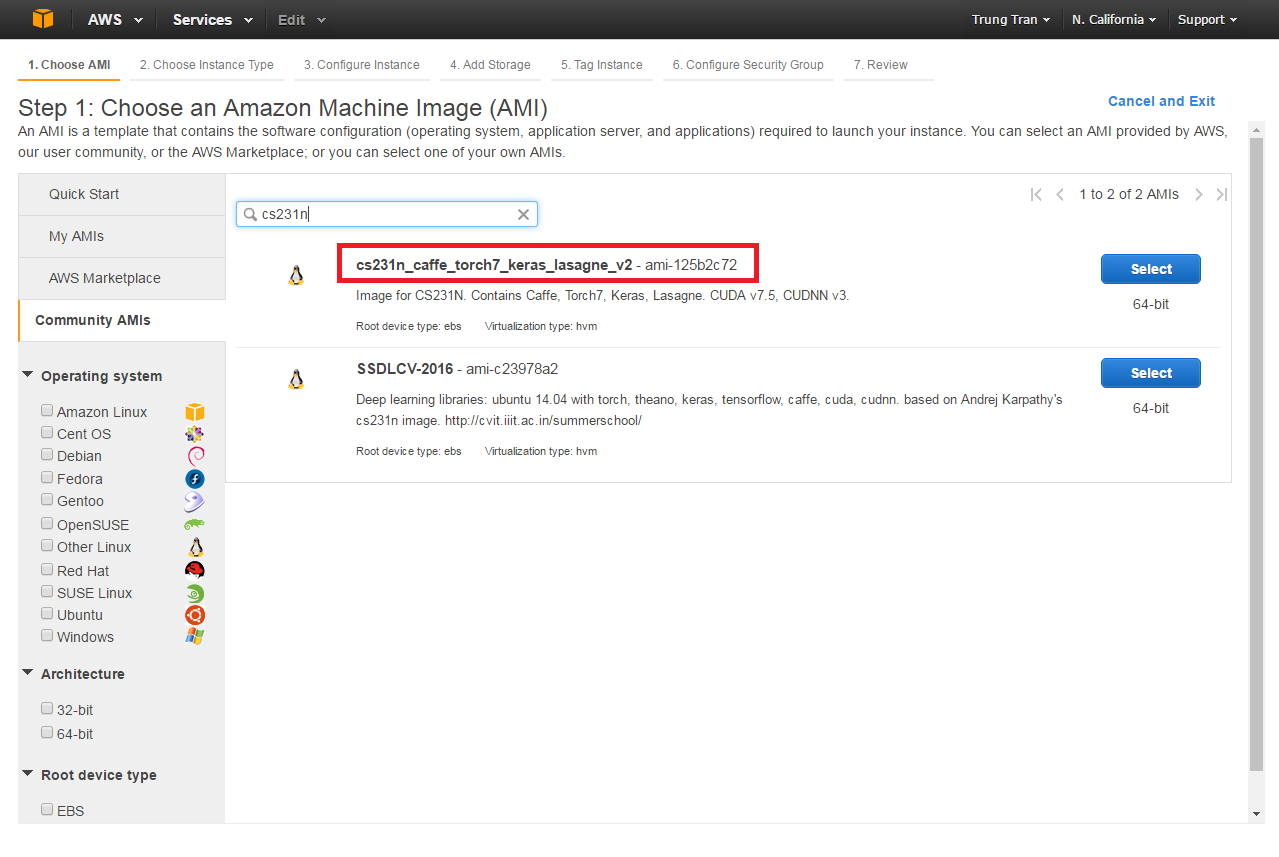 AWS Services Edit Trung Tran N. California Support
1. Choose AMI 2. Choose Instance Type 3. Configure Instance 4. Add Storage 5. Tag Instance 6. Configure Security Group 7. Review
Step 1: Choose an Amazon Machine Image (AMI)
Cancel and Exit
An AMI is a template that contains the software configuration (operating system, application server, and applications) required to launch your instance. You can select an AMI provided by AWS,
our user community, or the AWS Marketplace; or you can select one of your own AMIs.
Quick Start
My AMIs
AWS Marketplace
Community AMIs
Operating system
Amazon Linux
Cent OS
Debian
Fedora
Gentoo
OpenSUSE
Other Linux
Red Hat
SUSE Linux
Ubuntu
Windows
Architecture
32-bit
64-bit
Root device type
EBS
cs231n
1 to 2 of 2 AMIs
cs231n_caffe_torch7_keras_lasagne_v2 - ami-125b2c72
Image for CS231N. Contains Caffe, Torch7, Keras, Lasagne. CUDA v7.5, CUDNN v3.
Root device type: ebs Virtualization type: hvm
Select
64-bit
SSDLCV-2016 - ami-c23978a2
Deep learning libraries: ubuntu 14.04 with torch, theano, keras, tensorflow, caffe, cuda, cudnn. based on Andrej Karpathy's
cs231n image. http://cvit.iiit.ac.in/summerschool/
Root device type: ebs Virtualization type: hvm
Select
64-bit